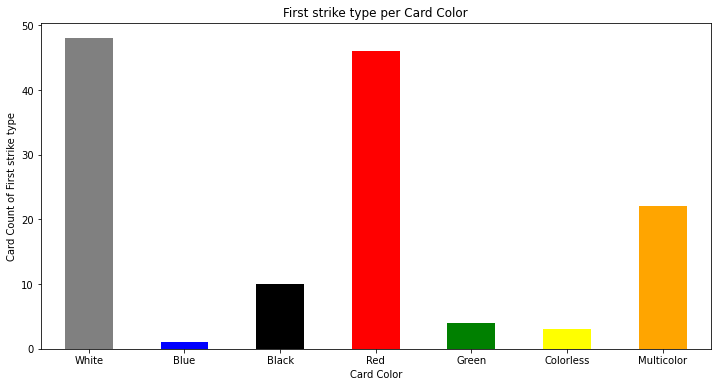 First strike type per Card Color
Card Count of First strike type
50
40
30
20
10
0
White Blue Black Red Green Colorless Multicolor
Card Color